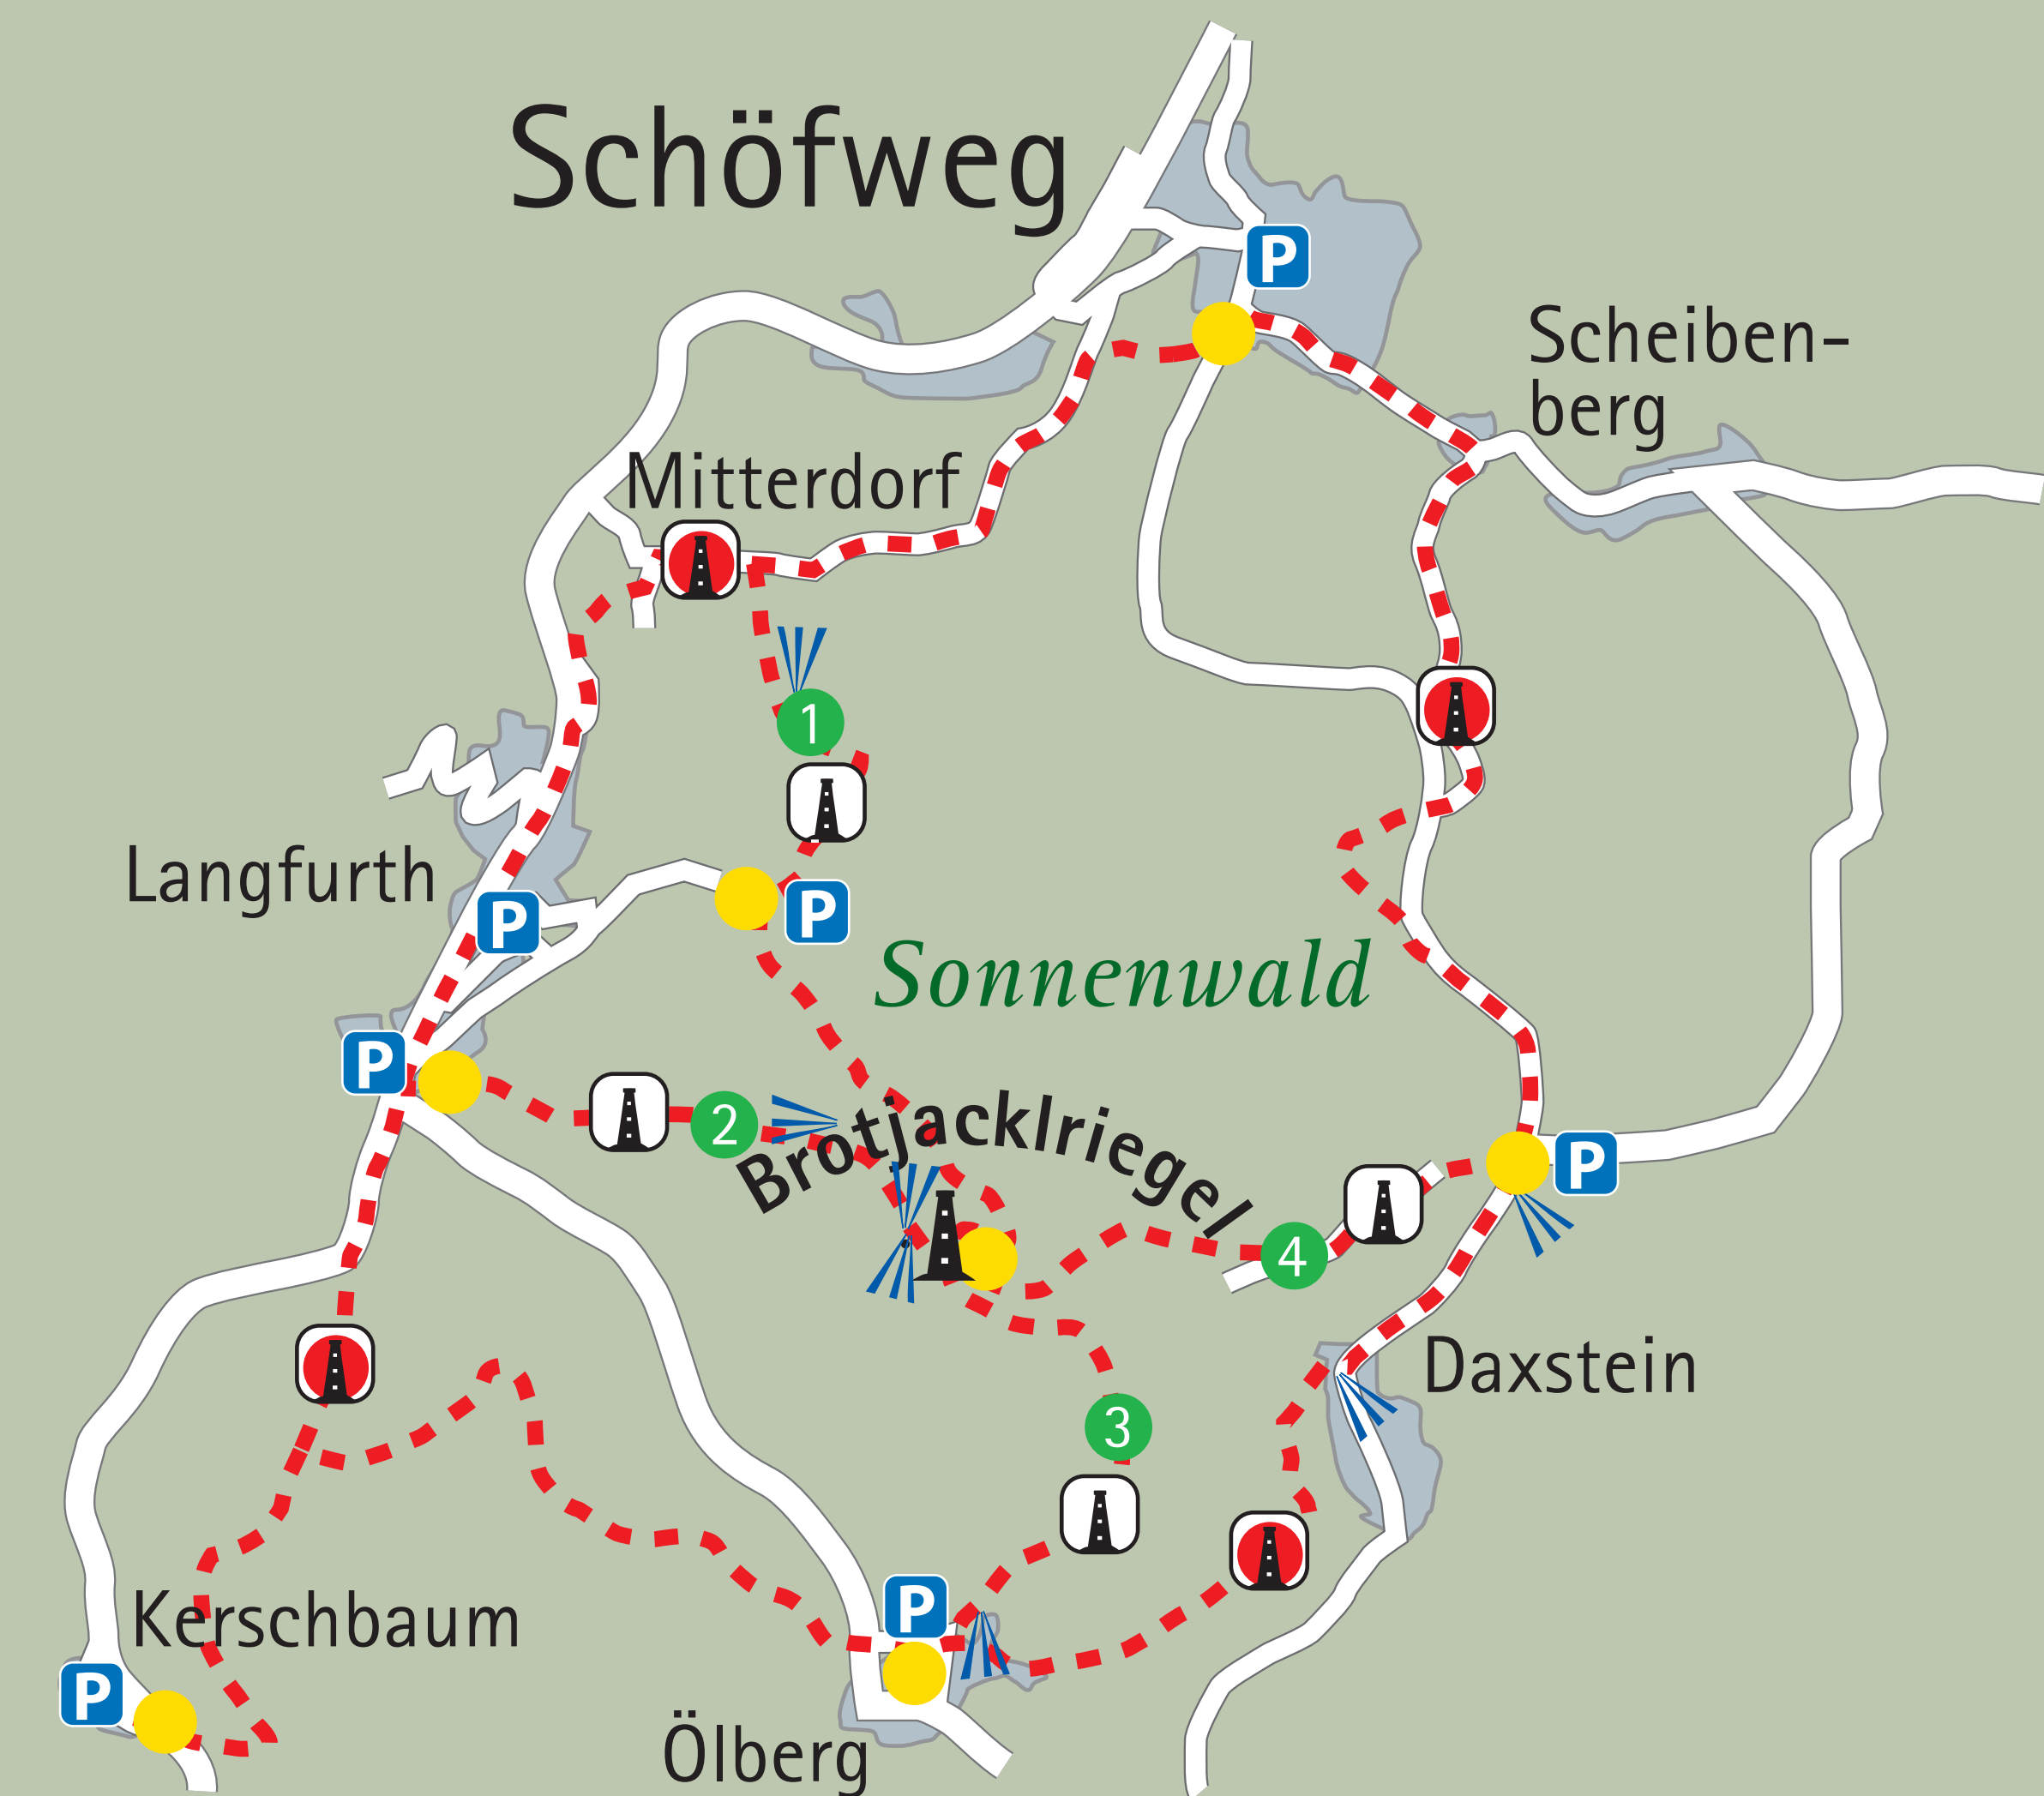 Schöfweg
P
Scheiben-
berg
Mitterdorf
1
Langfurth
P
P
Sonnenwald
P
Brotjacklriegel
2
P
4
Daxstein
3
Kerschbaum
P
P
Ölberg